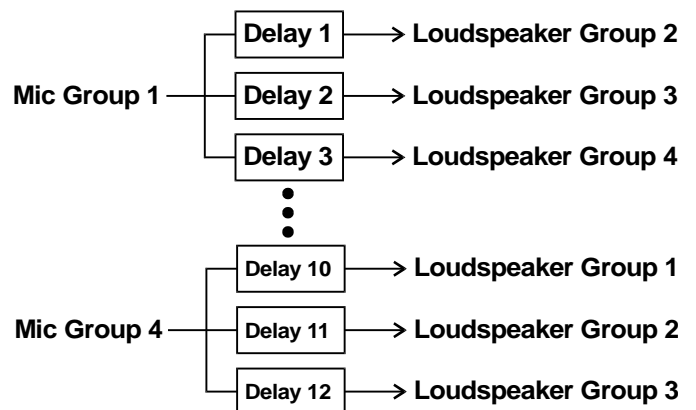 Delay 1 Loudspeaker Group 2
Mic Group 1 Delay 2 Loudspeaker Group 3
Delay 3 Loudspeaker Group 4
Delay 10 Loudspeaker Group 1
Mic Group 4 Delay 11 Loudspeaker Group 2
Delay 12 Loudspeaker Group 3